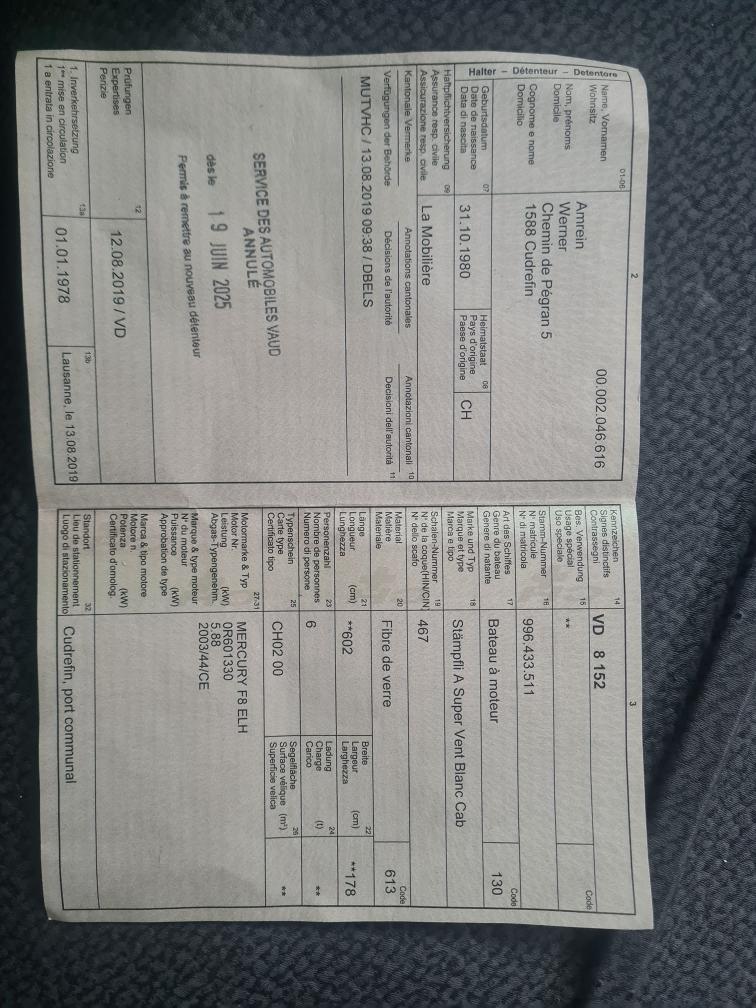 2
01-06
00.002.046.616
Halter – Détenteur – Detentore
Name, Vornamen
Wohnsitz
Nom, prénoms
Domicile
Cognome e nome
Domicilio
Amrein
Werner
Chemin de Pégran 5
1588 Cudrefin
Geburtsdatum 07
Date de naissance
Data di nascita
31.10.1980
Heimatstaat 08
Pays d'origine
Paese d'origine
CH
Haftpflichtversicherung 09
Assurance resp. civile
Assicurazione resp. civile
La Mobilière
Kantonale Vermerke Annotations cantonales Annotazioni cantonali 10
Verfügungen der Behörde Décisions de l'autorité Decisioni dell'autorità 11
MUTVHC / 13.08.2019 09:38 / DBELS
SERVICE DES AUTOMOBILES VAUD
ANNULÉ
dès le 19 JUIN 2025
Permis à remettre au nouveau détenteur
Prüfungen 12
Expertises
Perizie
12.08.2019 / VD
1. Inverkehrsetzung 13a
1ère mise en circulation
1a entrata in circolazione
01.01.1978
13b
Lausanne, le 13.08.2019
3
Kennzeichen 14
Signes distinctifs
Contrassegni
VD 8 152
Code
Bes. Verwendung 15
Usage spécial
Uso speciale
**
Stamm-Nummer 16
N° matricule
N° di matricola
996.433.511
Art des Schiffes 17
Genre du bateau
Genere di natante
Bateau à moteur
Code
130
Marke und Typ 18
Marque et type
Marca e tipo
Stämpfli A Super Vent Blanc Cab
Schalen-Nummer 19
N° de la coque(HIN/CIN)
N° dello scafo
467
Material 20
Matière
Materiale
Fibre de verre
Code
613
Länge 21
Longueur (cm)
Lunghezza
**602
Breite 22
Largeur (cm)
Larghezza
**178
Personenzahl 23
Nombre de personnes
Numero di persone
6
Ladung 24
Charge (t)
Carico
**
Typenschein 25
Carte type
Certificato tipo
CH02 00
Segelfläche 26
Surface vélique (m²)
Superficie velica
**
Motormarke & Typ 27-31
Motor Nr.
Leistung (kW)
Abgas-Typengenehm.
Marque & type moteur
N° du moteur
Puissance (kW)
Approbation de type
Marca & tipo motore
Motore n.
Potenza (kW)
Certificato d'omolog.
MERCURY F8 ELH
0R601330
5.88
2003/44/CE
Standort 32
Lieu de stationnement
Luogo di stazionamento
Cudrefin, port communal